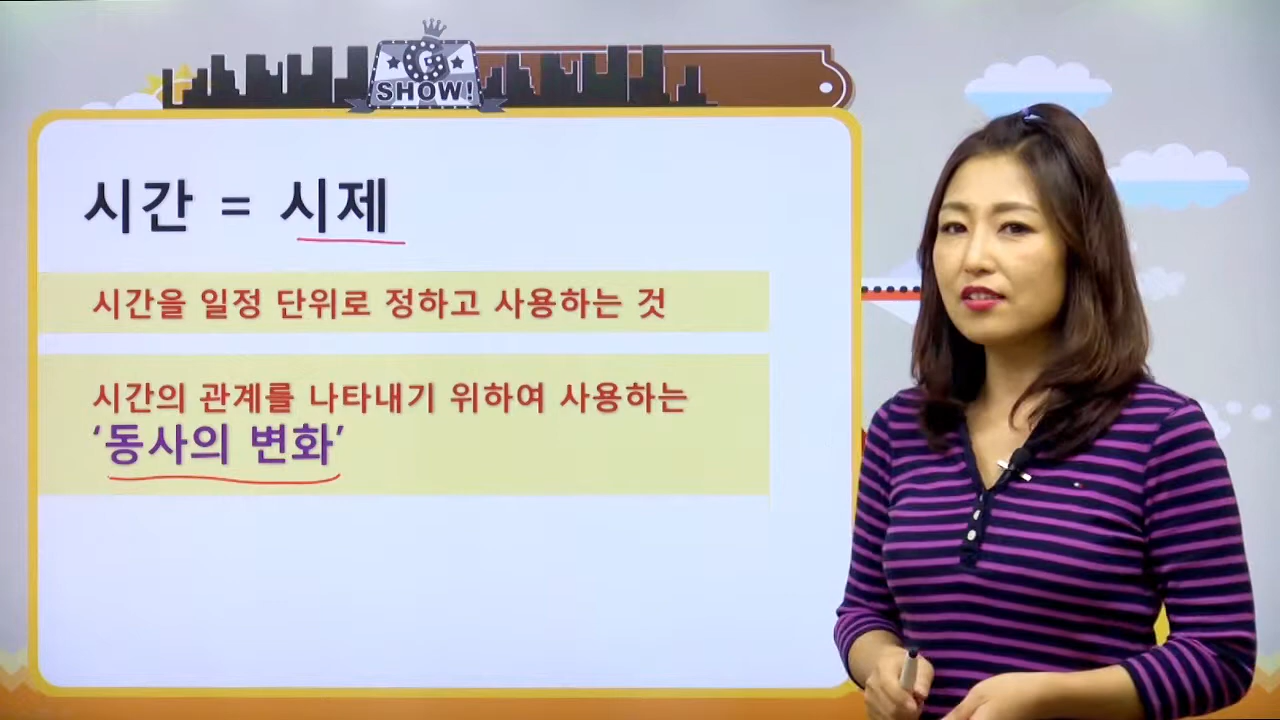 G
SHOW!
시간 = 시제
시간을 일정 단위로 정하고 사용하는 것
시간의 관계를 나타내기 위하여 사용하는
‘동사의 변화’